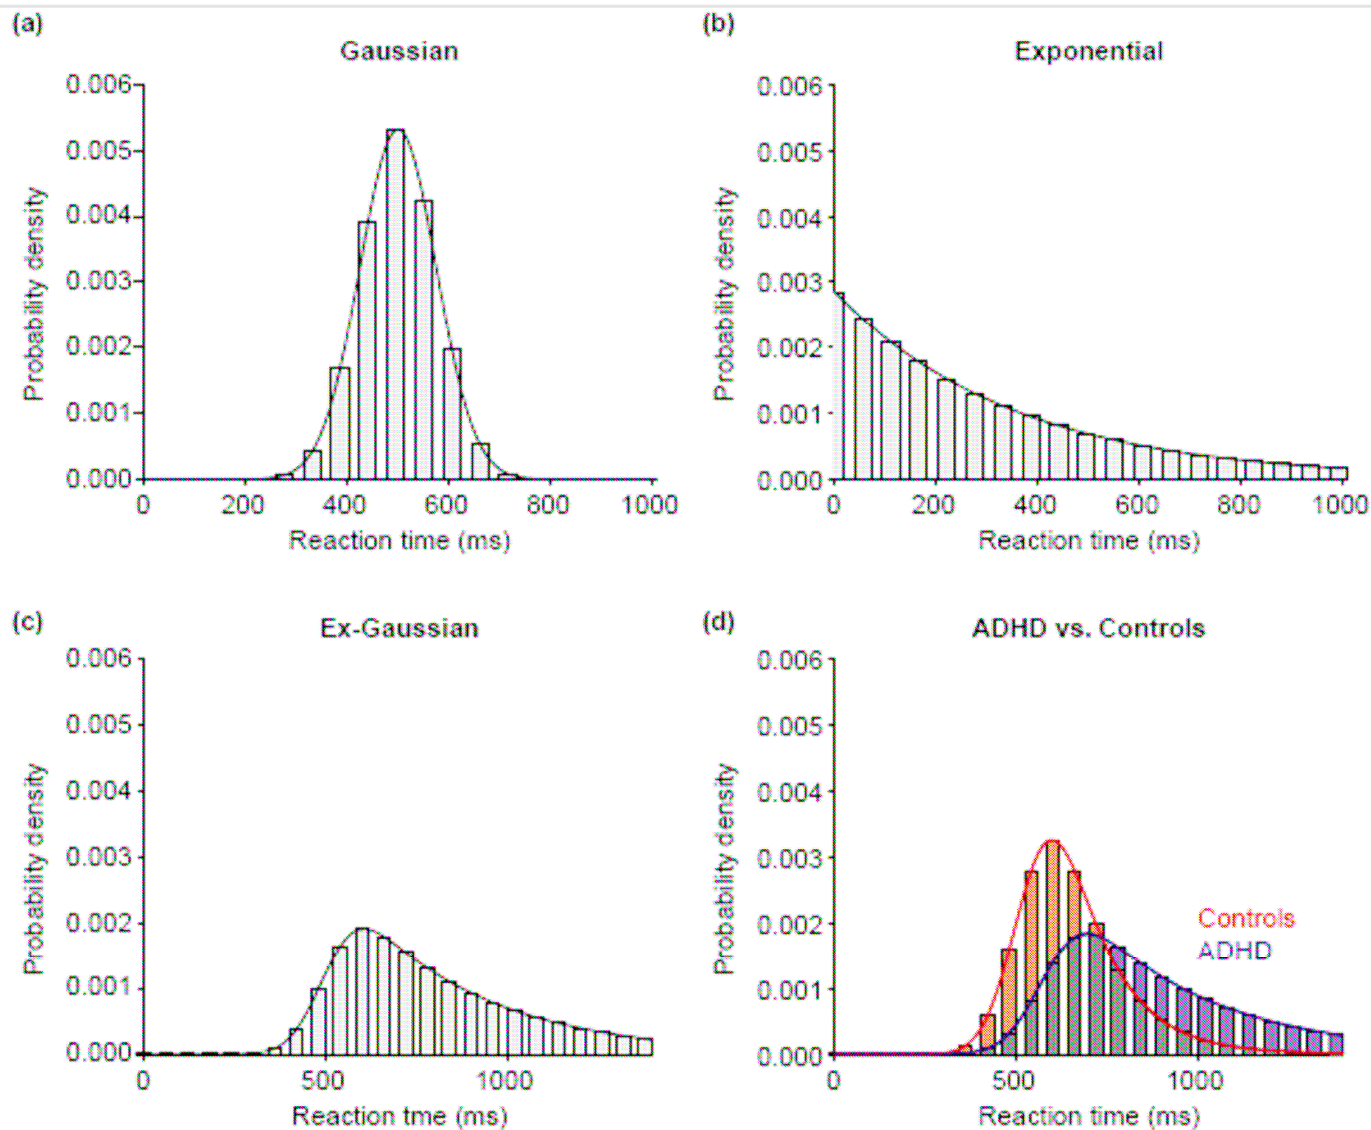 (a)
Gaussian
0.006
0.005
0.004
0.003
0.002
0.001
0.000
Probability density
0 200 400 600 800 1000
Reaction time (ms)
(b)
Exponential
0.006
0.005
0.004
0.003
0.002
0.001
0.000
Probability density
0 200 400 600 800 1000
Reaction time (ms)
(c)
Ex-Gaussian
0.006
0.005
0.004
0.003
0.002
0.001
0.000
Probability density
0 500 1000
Reaction tme (ms)
(d)
ADHD vs. Controls
0.006
0.005
0.004
0.003
0.002
0.001
0.000
Probability density
Controls
ADHD
0 500 1000
Reaction time (ms)